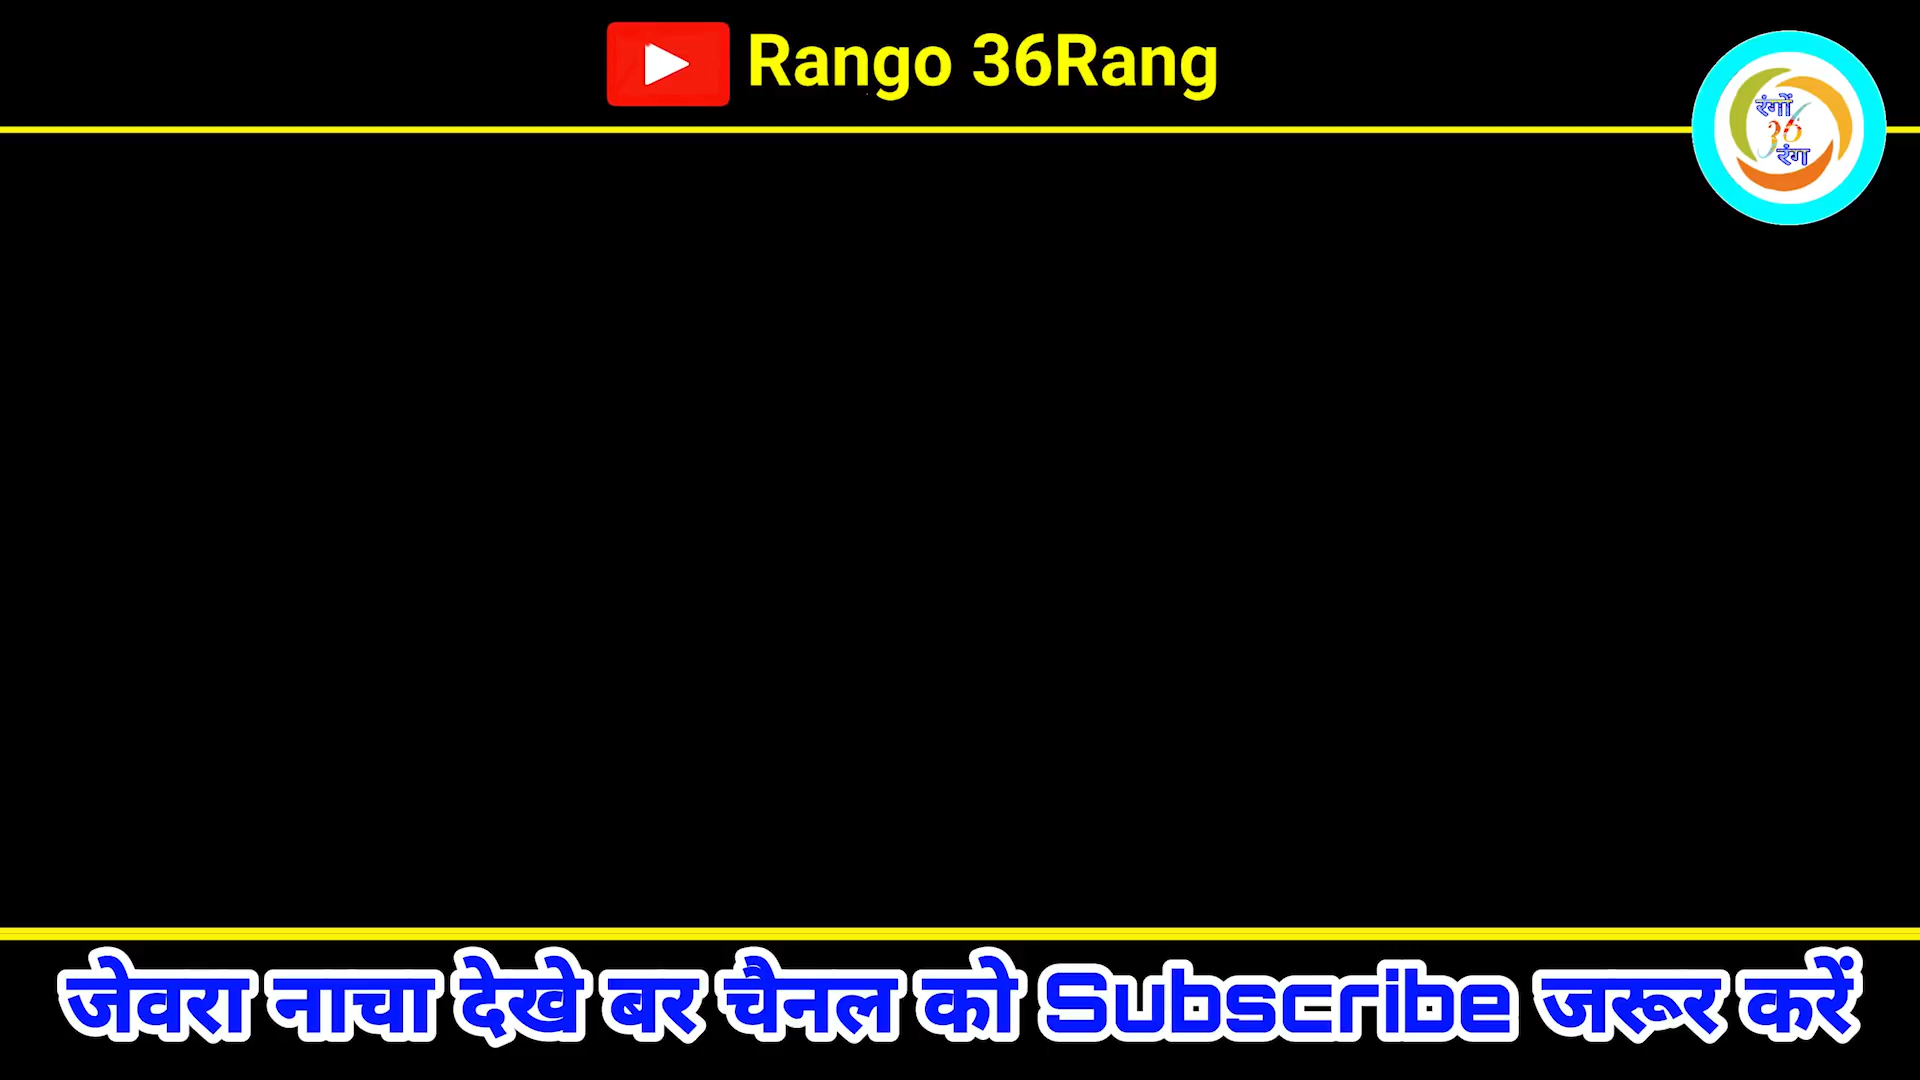 Rango 36Rang
रंगों
36
रंग
जेवरा नाचा देखे बर चैनल को Subscribe जरूर करें